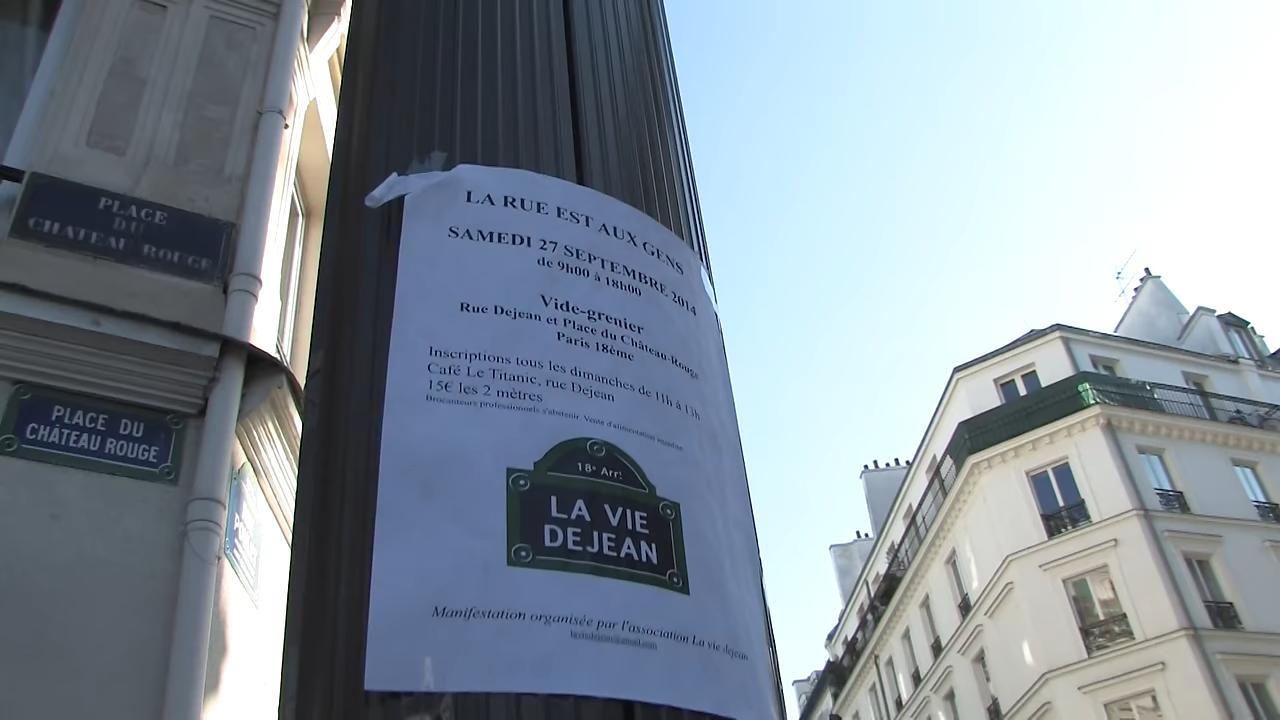 PLACE
DU
CHATEAU ROUGE
PLACE DU
CHÂTEAU ROUGE
LA RUE EST AUX GENS
SAMEDI 27 SEPTEMBRE 2014
de 9h00 à 18h00
Vide-grenier
Rue Dejean et Place du Château-Rouge
Paris 18ème
Inscriptions tous les dimanches de 11h à 13h
Café Le Titanic, rue Dejean
15€ les 2 mètres
Brocanteurs professionnels s'abstenir. Vente d'alimentation
18e Arrt
LA VIE
DEJEAN
Manifestation organisée par l'association La vie dejean